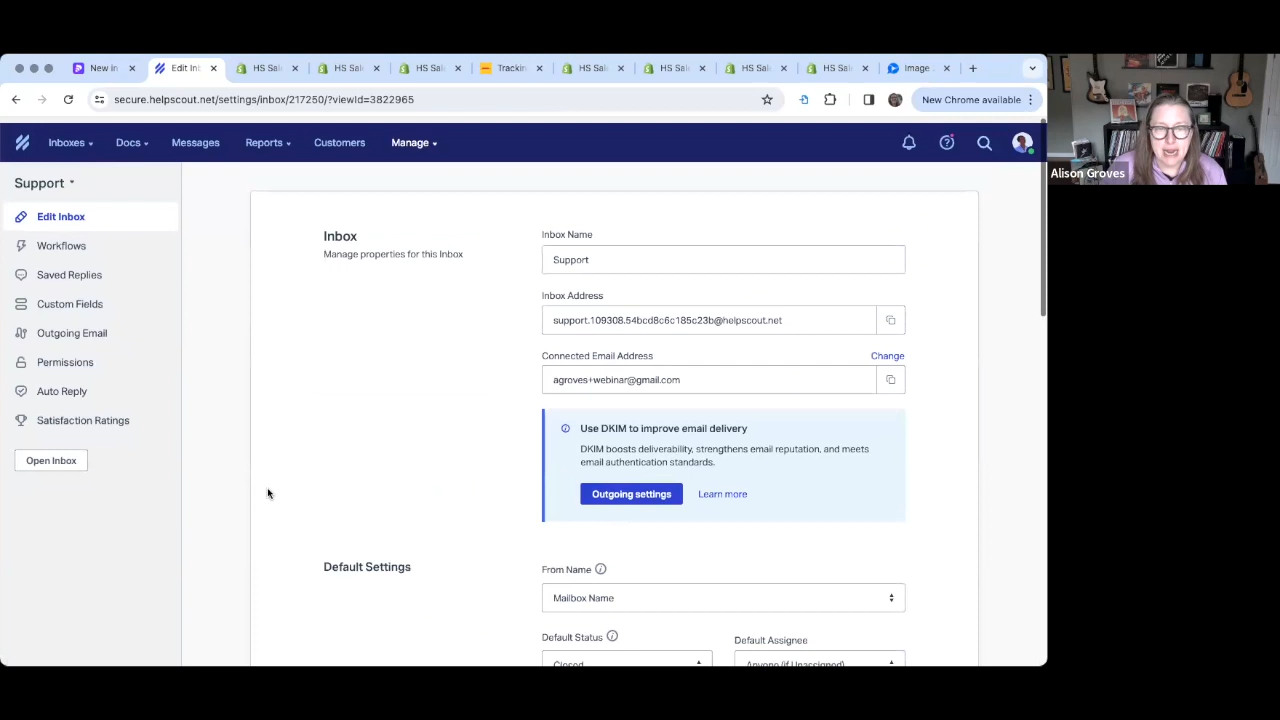 New in
Edit Inb
HS Sal
HS Sal
HS Sal
Trackin
HS Sal
HS Sal
HS Sal
HS Sal
Image
secure.helpscout.net/settings/inbox/217250/?viewId=3822965
New Chrome available
Inboxes
Docs
Messages
Reports
Customers
Manage
Alison Groves
Support
Edit Inbox
Workflows
Saved Replies
Custom Fields
Outgoing Email
Permissions
Auto Reply
Satisfaction Ratings
Open Inbox
Inbox
Manage properties for this Inbox
Inbox Name
Support
Inbox Address
support.109308.54bcd8c6c185c23b@helpscout.net
Connected Email Address
Change
agroves+webinar@gmail.com
Use DKIM to improve email delivery
DKIM boosts deliverability, strengthens email reputation, and meets
email authentication standards.
Outgoing settings
Learn more
Default Settings
From Name
Mailbox Name
Default Status
Default Assignee
Closed
Anyone (if Unassigned)